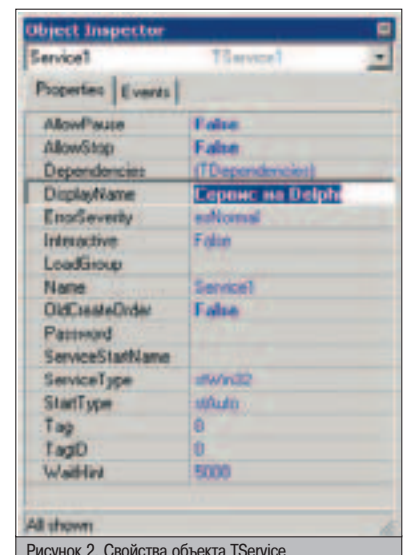 Object Inspector
Service1 TService1
Properties Events
AllowPause False
AllowStop False
Dependencies (TDependencies)
DisplayName Сервис на Delphi
ErrorSeverity esNormal
Interactive False
LoadGroup
Name Service1
OldCreateOrder False
Password
ServiceStartName
ServiceType stWin32
StartType stAuto
Tag 0
TagID 0
WaitHint 5000
All shown
Рисунок 2. Свойства объекта TService